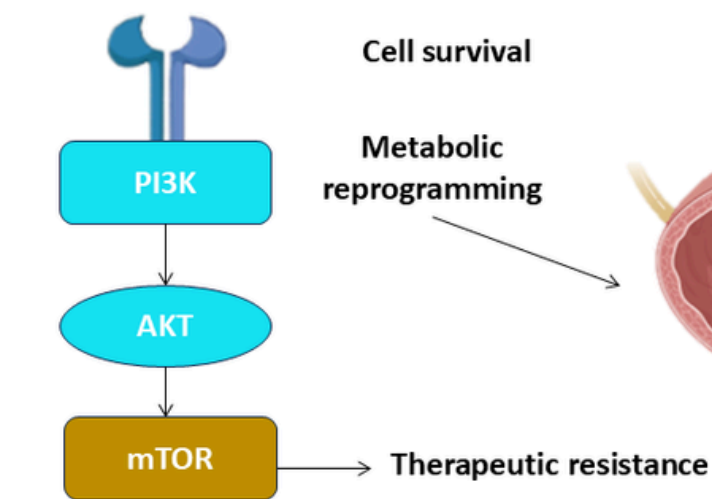 Cell survival
Metabolic
reprogramming
PI3K
AKT
mTOR
Therapeutic resistance